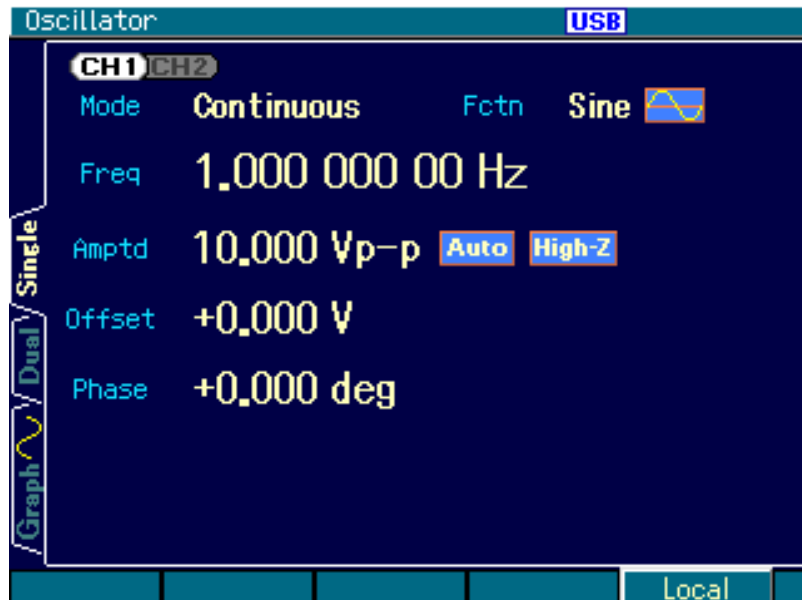 Oscillator USB
CH1 CH2
Mode Continuous Fctn Sine
Freq 1.000 000 00 Hz
Amptd 10.000 Vp-p Auto High-Z
Offset +0.000 V
Phase +0.000 deg
Single
Dual
Graph
Local